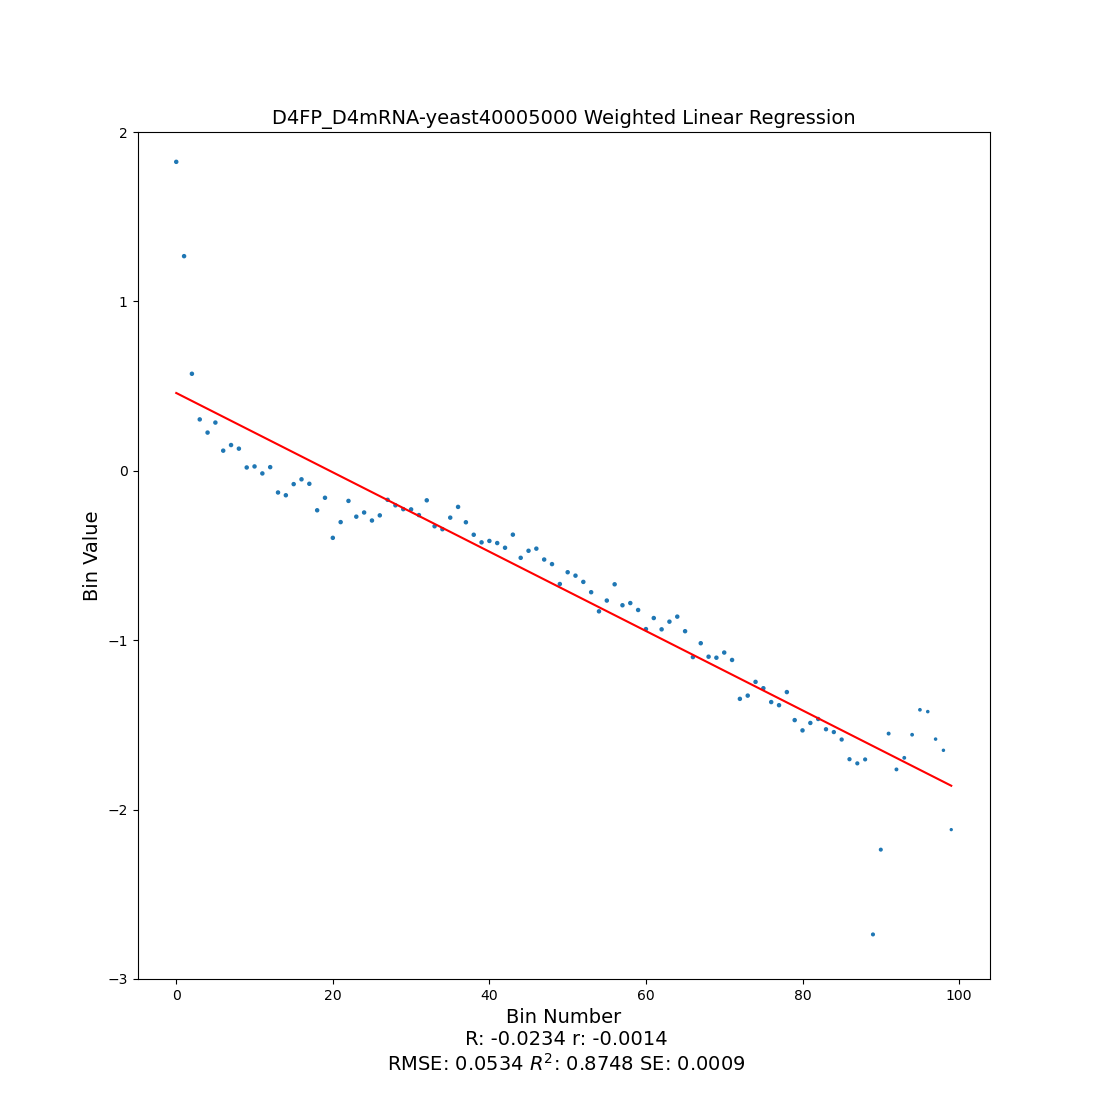 D4FP_D4mRNA-yeast40005000 Weighted Linear Regression
2
1
0
−1
−2
−3
Bin Value
0 20 40 60 80 100
Bin Number
R: -0.0234 r: -0.0014
RMSE: 0.0534 R²: 0.8748 SE: 0.0009